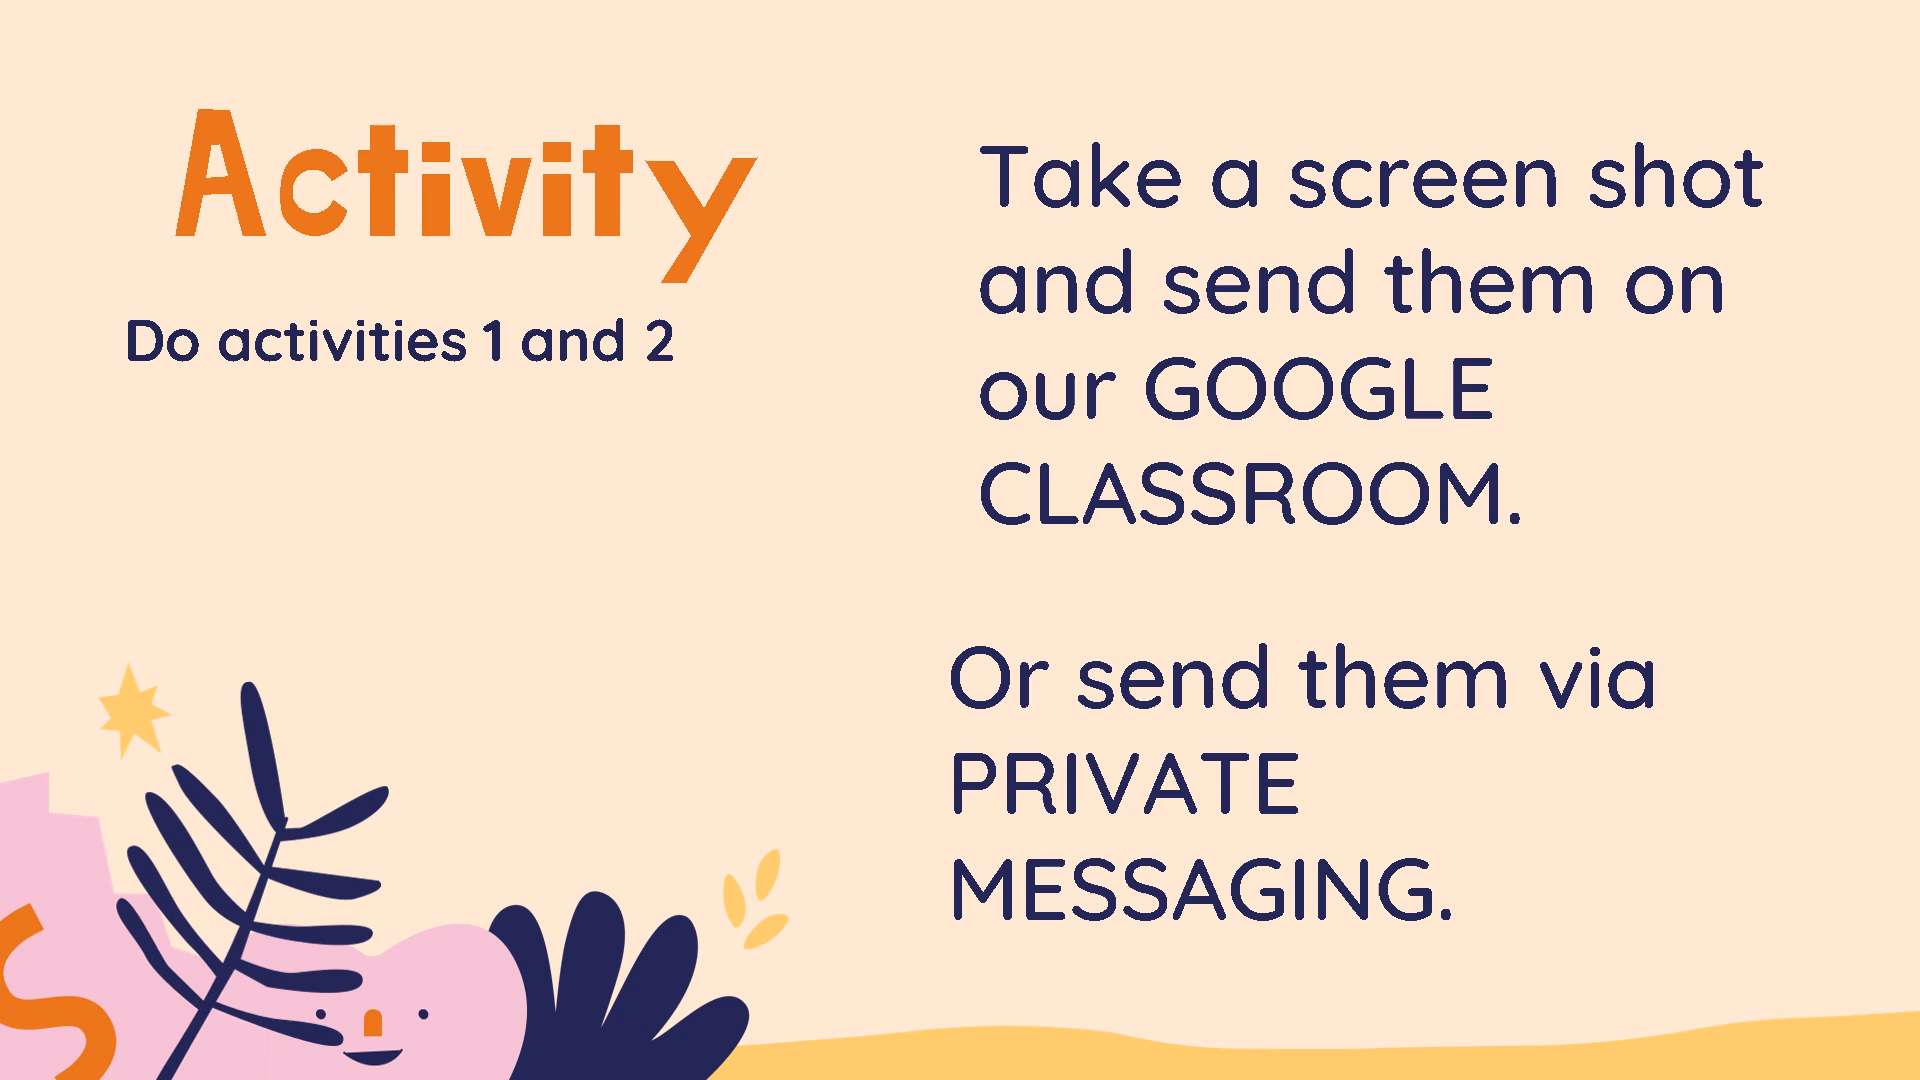 Activity
Do activities 1 and 2
Take a screen shot
and send them on
our GOOGLE
CLASSROOM.
Or send them via
PRIVATE
MESSAGING.